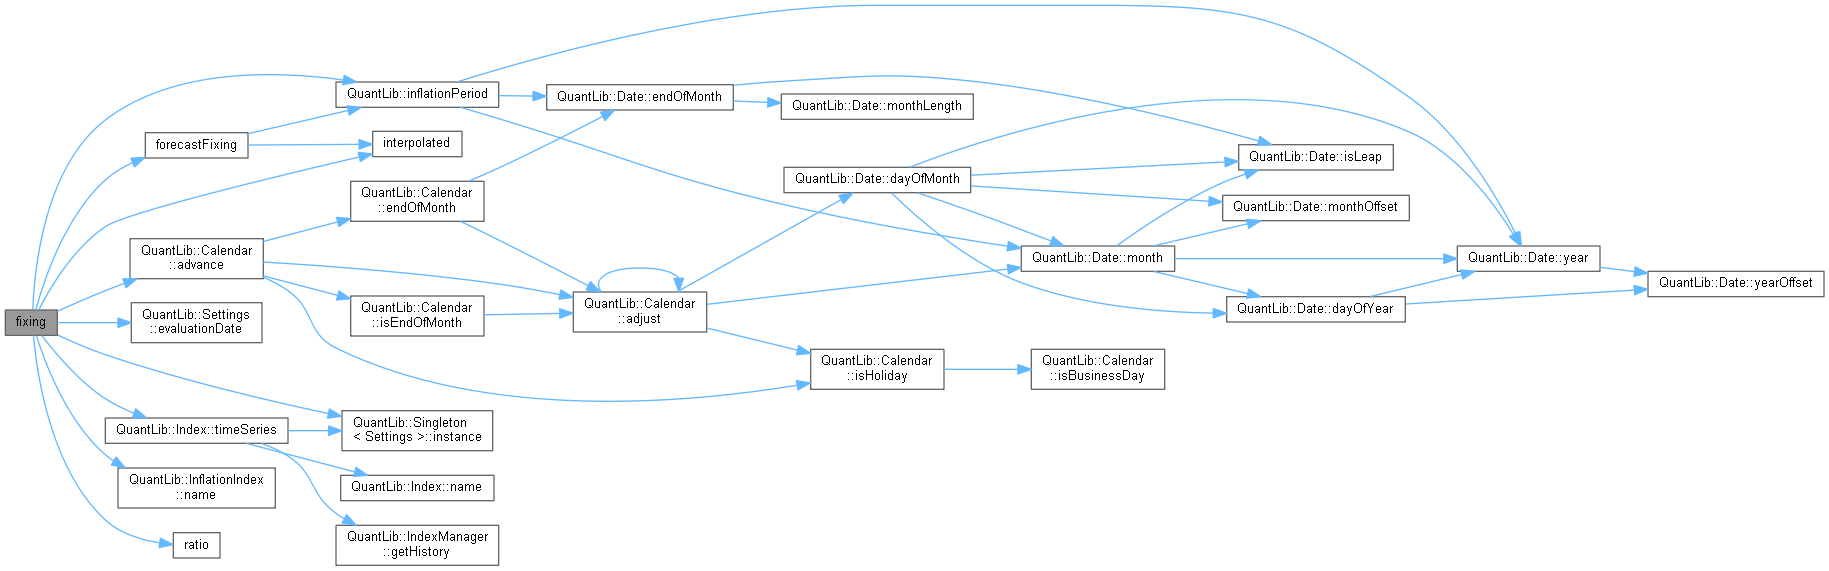 fixing
QuantLib::inflationPeriod
forecastFixing
interpolated
QuantLib::Calendar
::endOfMonth
QuantLib::Calendar
::advance
QuantLib::Calendar
::isEndOfMonth
QuantLib::Settings
::evaluationDate
QuantLib::Index::timeSeries
QuantLib::Singleton
< Settings >::instance
QuantLib::InflationIndex
::name
QuantLib::Index::name
ratio
QuantLib::IndexManager
::getHistory
QuantLib::Date::endOfMonth
QuantLib::Date::monthLength
QuantLib::Calendar
::adjust
QuantLib::Date::dayOfMonth
QuantLib::Calendar
::isHoliday
QuantLib::Calendar
::isBusinessDay
QuantLib::Date::isLeap
QuantLib::Date::monthOffset
QuantLib::Date::month
QuantLib::Date::dayOfYear
QuantLib::Date::year
QuantLib::Date::yearOffset